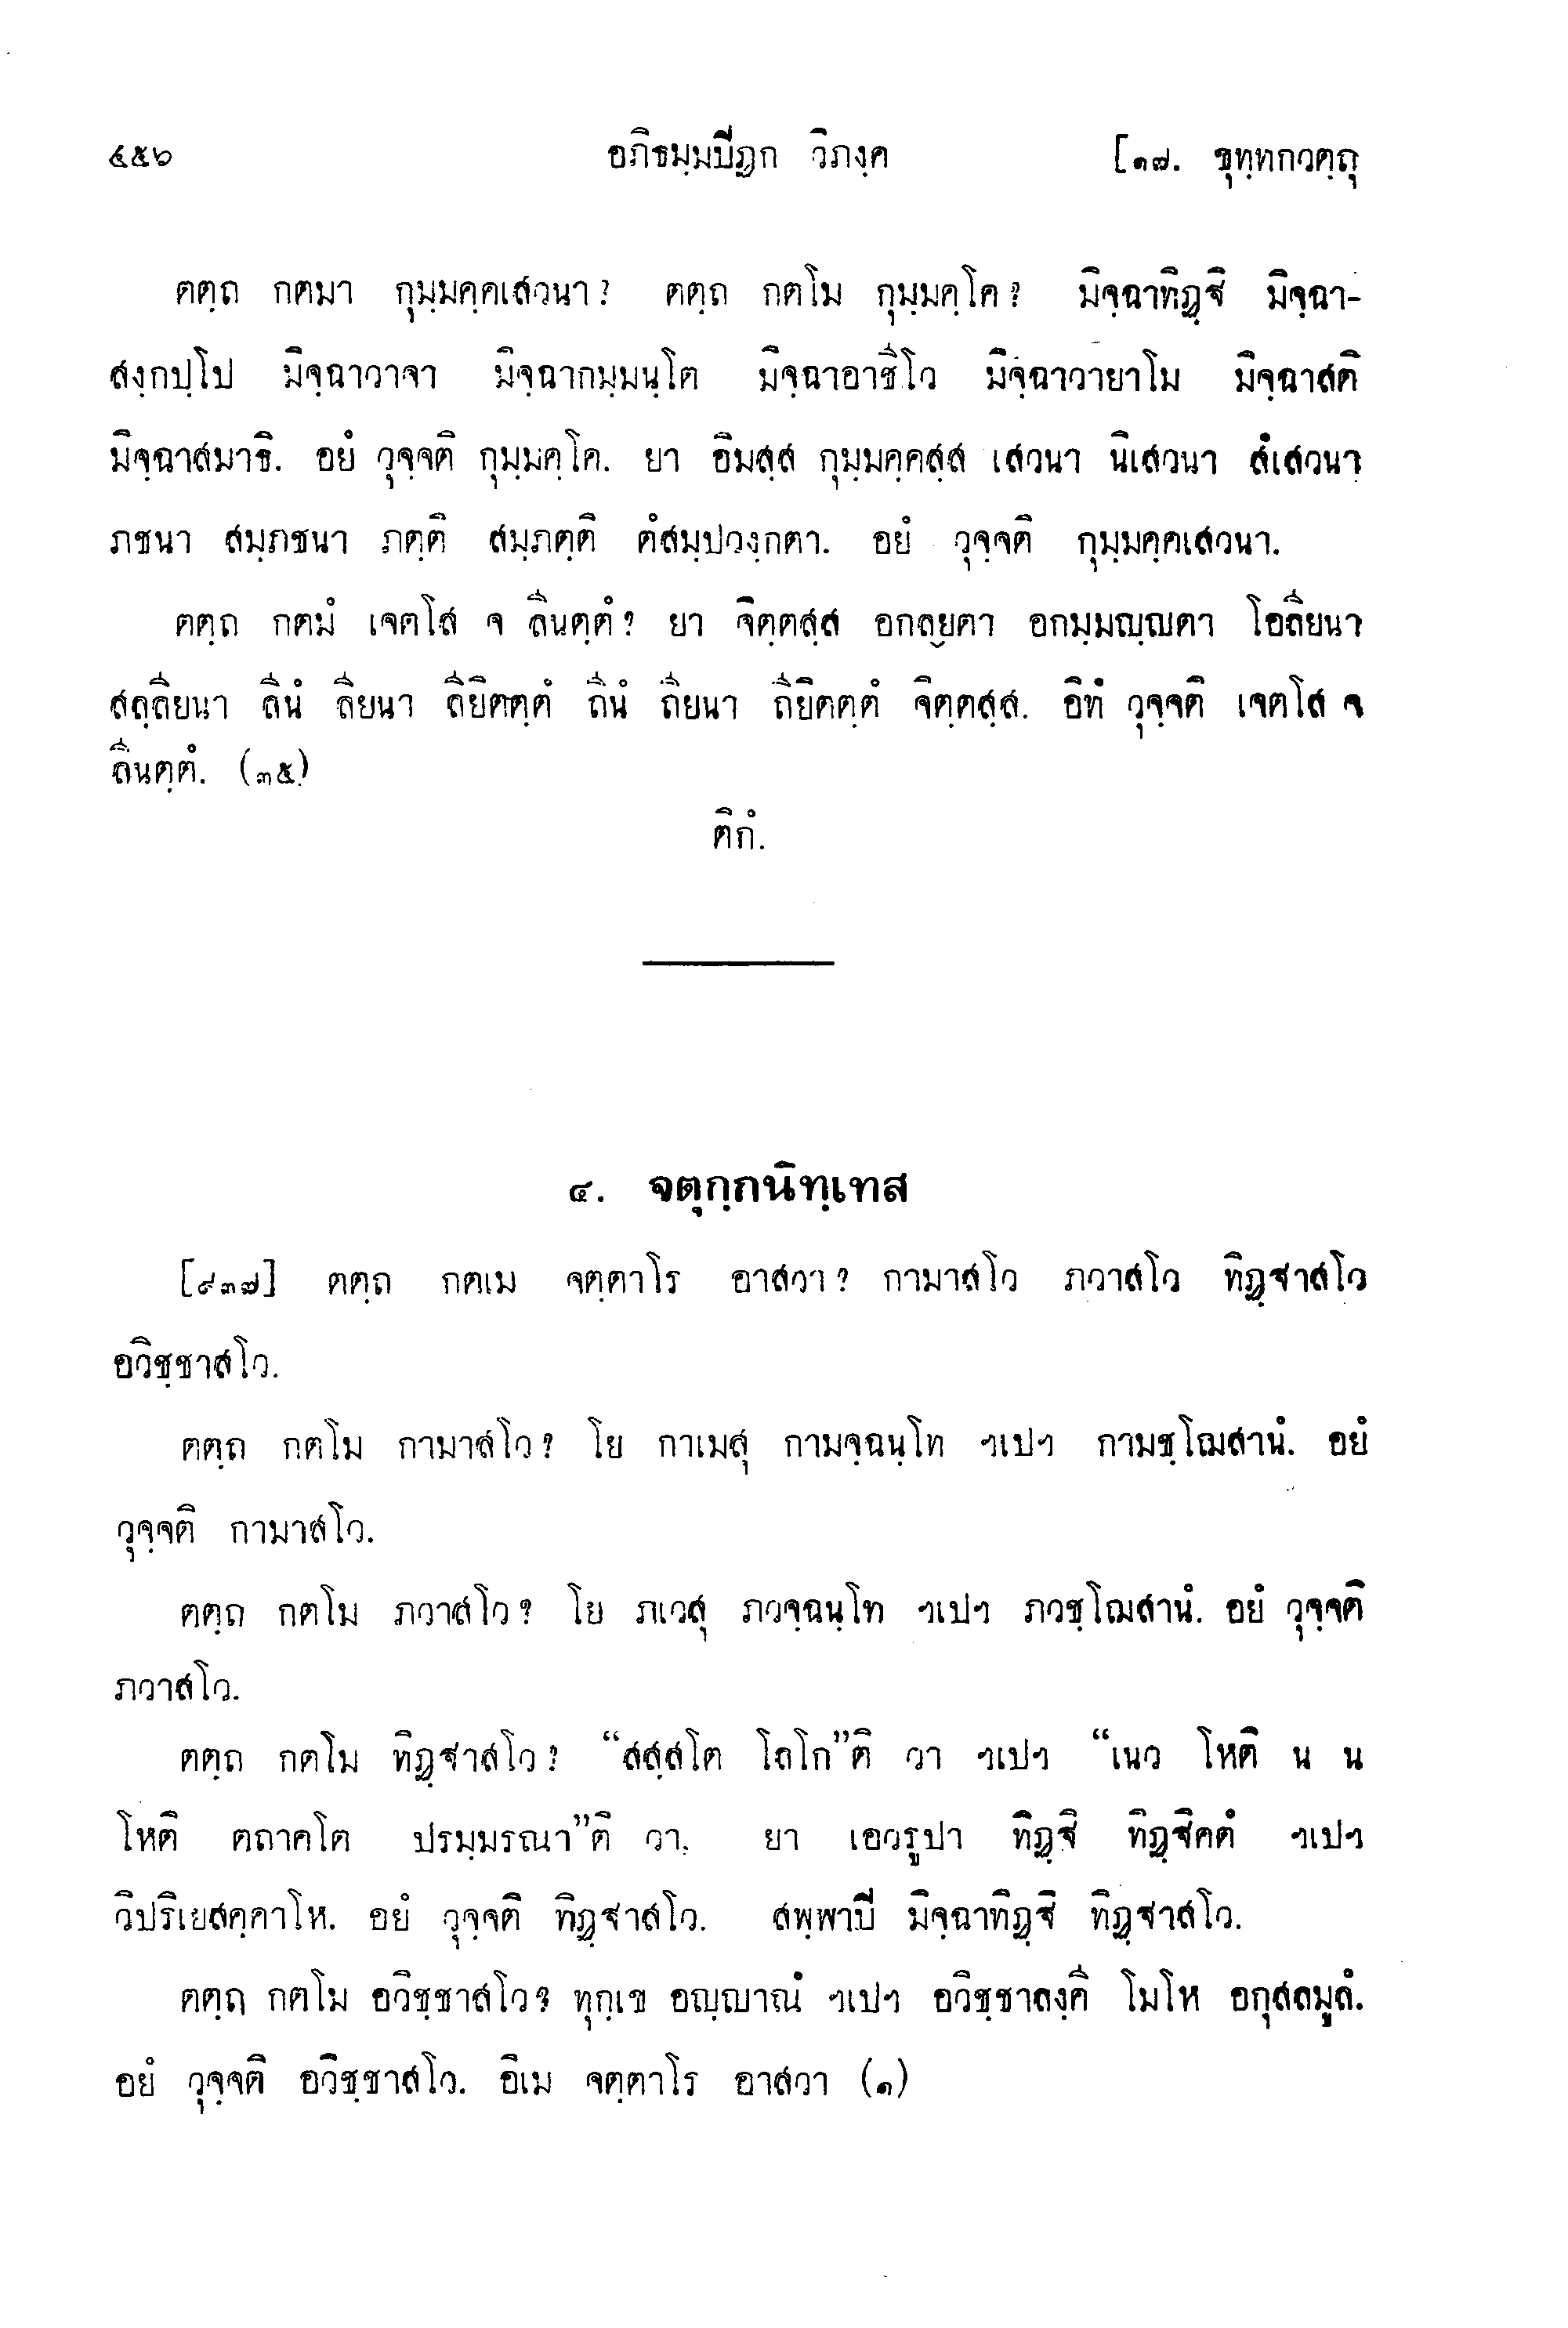 ๔๕๖ อภิธมฺมปิฏก วิภงฺค [๑๗. ขุทฺทกวตฺถุ
ตตฺถ กตมา กุมฺมคฺคเสวนา? ตตฺถ กตโม กุมฺมคฺโค? มิจฺฉาทิฏฺฐิ มิจฺฉา-
สงฺกปฺโป มิจฺฉาวาจา มิจฺฉากมฺมนฺโต มิจฺฉาอาชีโว มิจฺฉาวายาโม มิจฺฉาสติ
มิจฺฉาสมาธิ. อยํ วุจฺจติ กุมฺมคฺโค. ยา อิมสฺส กุมฺมคฺคสฺส เสวนา นิเสวนา สํเสวนา
ภชนา สมฺภชนา ภตฺติ สมฺภตฺติ ตํสมฺปวงฺกตา. อยํ วุจฺจติ กุมฺมคฺคเสวนา.
ตตฺถ กตมํ เจตโส จ ลีนตฺตํ? ยา จิตฺตสฺส อกลฺยตา อกมฺมญฺญตา โอลียนา
สลฺลียนา ลีนํ ลียนา ลียิตตฺตํ ถีนํ ถียนา ถียิตตฺตํ จิตฺตสฺส. อิทํ วุจฺจติ เจตโส จ
ลีนตฺตํ. (๓๕)
ติกํ.
๔. จตุกฺกนิทฺเทส
[๙๓๗] ตตฺถ กตเม จตฺตาโร อาสวา? กามาสโว ภวาสโว ทิฏฺฐาสโว
อวิชฺชาสโว.
ตตฺถ กตโม กามาสโว? โย กาเมสุ กามจฺฉนฺโท ฯเปฯ กามชฺโฌสานํ. อยํ
วุจฺจติ กามาสโว.
ตตฺถ กตโม ภวาสโว? โย ภเวสุ ภวจฺฉนฺโท ฯเปฯ ภวชฺโฌสานํ. อยํ วุจฺจติ
ภวาสโว.
ตตฺถ กตโม ทิฏฺฐาสโว? “สสฺสโต โลโก”ติ วา ฯเปฯ “เนว โหติ น น
โหติ ตถาคโต ปรมฺมรณา”ติ วา. ยา เอวรูปา ทิฏฺฐิ ทิฏฺฐิคตํ ฯเปฯ
วิปริเยสคฺคาโห. อยํ วุจฺจติ ทิฏฺฐาสโว. สพฺพาปิ มิจฺฉาทิฏฺฐิ ทิฏฺฐาสโว.
ตตฺถ กตโม อวิชฺชาสโว? ทุกฺเข อญฺญาณํ ฯเปฯ อวิชฺชาลงฺคี โมโห อกุสลมูลํ.
อยํ วุจฺจติ อวิชฺชาสโว. อิเม จตฺตาโร อาสวา (๑)